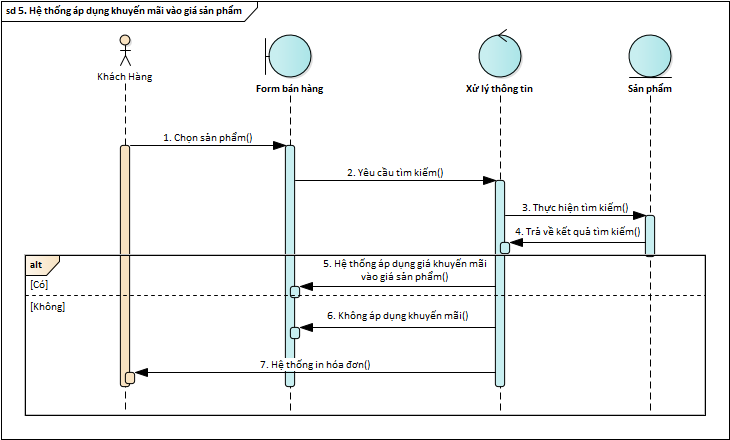 sd 5. Hệ thống áp dụng khuyến mãi vào giá sản phẩm
Khách Hàng
Form bán hàng
Xử lý thông tin
Sản phẩm
1. Chọn sản phẩm()
2. Yêu cầu tìm kiếm()
3. Thực hiện tìm kiếm()
4. Trả về kết quả tìm kiếm()
alt
5. Hệ thống áp dụng giá khuyến mãi
vào giá sản phẩm()
[Có]
[Không]
6. Không áp dụng khuyến mãi()
7. Hệ thống in hóa đơn()